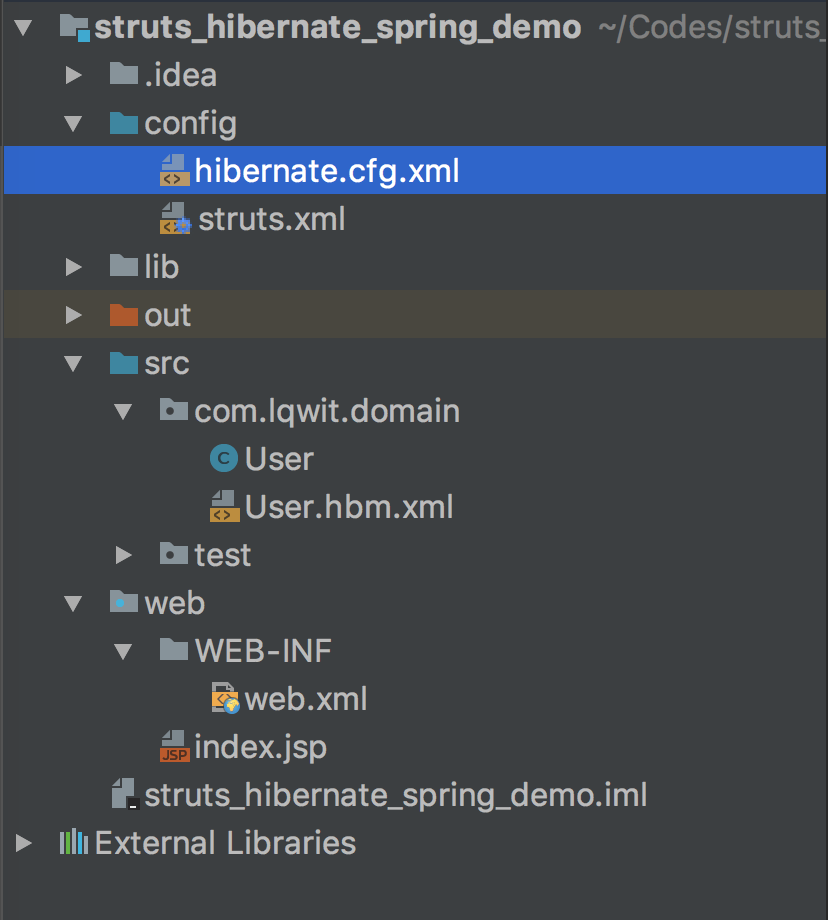 struts_hibernate_spring_demo ~/Codes/struts_
.idea
config
hibernate.cfg.xml
struts.xml
lib
out
src
com.lqwit.domain
User
User.hbm.xml
test
web
WEB-INF
web.xml
index.jsp
struts_hibernate_spring_demo.iml
External Libraries